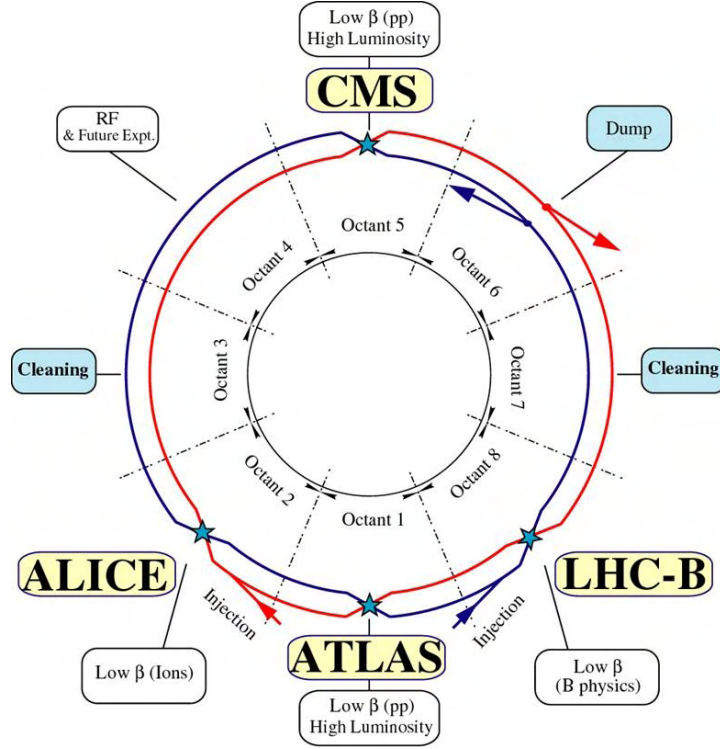 Low β (pp)
High Luminosity
CMS
RF
& Future Expt.
Dump
Octant 5
Octant 4
Octant 6
Cleaning
Octant 3
Octant 7
Cleaning
Octant 2
Octant 8
Octant 1
ALICE
LHC-B
Injection
Injection
ATLAS
Low β (Ions)
Low β
(B physics)
Low β (pp)
High Luminosity